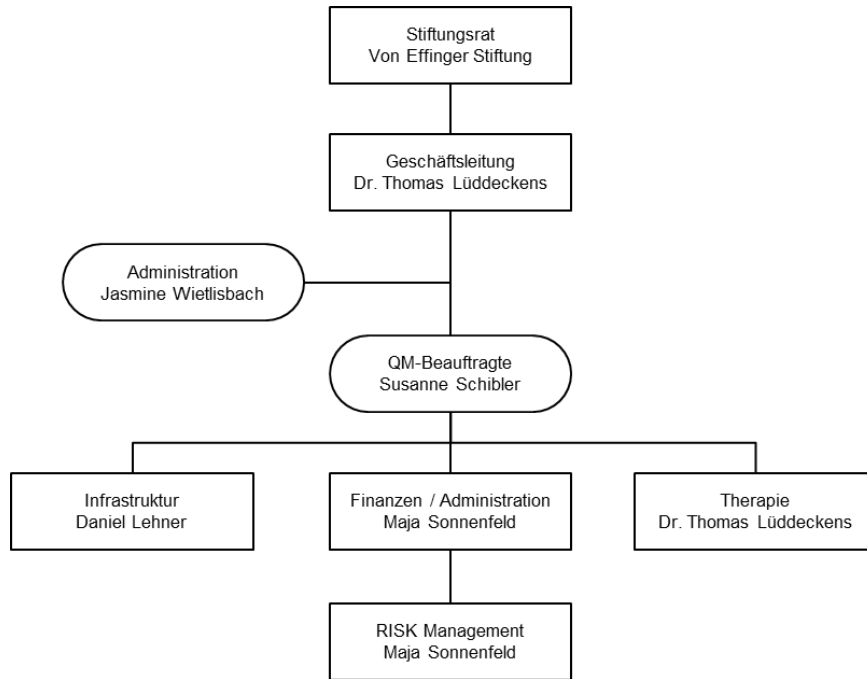 Stiftungsrat
Von Effinger Stiftung
Geschäftsleitung
Dr. Thomas Lüddeckens
Administration
Jasmine Wietlisbach
QM-Beauftragte
Susanne Schibler
Infrastruktur
Daniel Lehner
Finanzen / Administration
Maja Sonnenfeld
Therapie
Dr. Thomas Lüddeckens
RISK Management
Maja Sonnenfeld